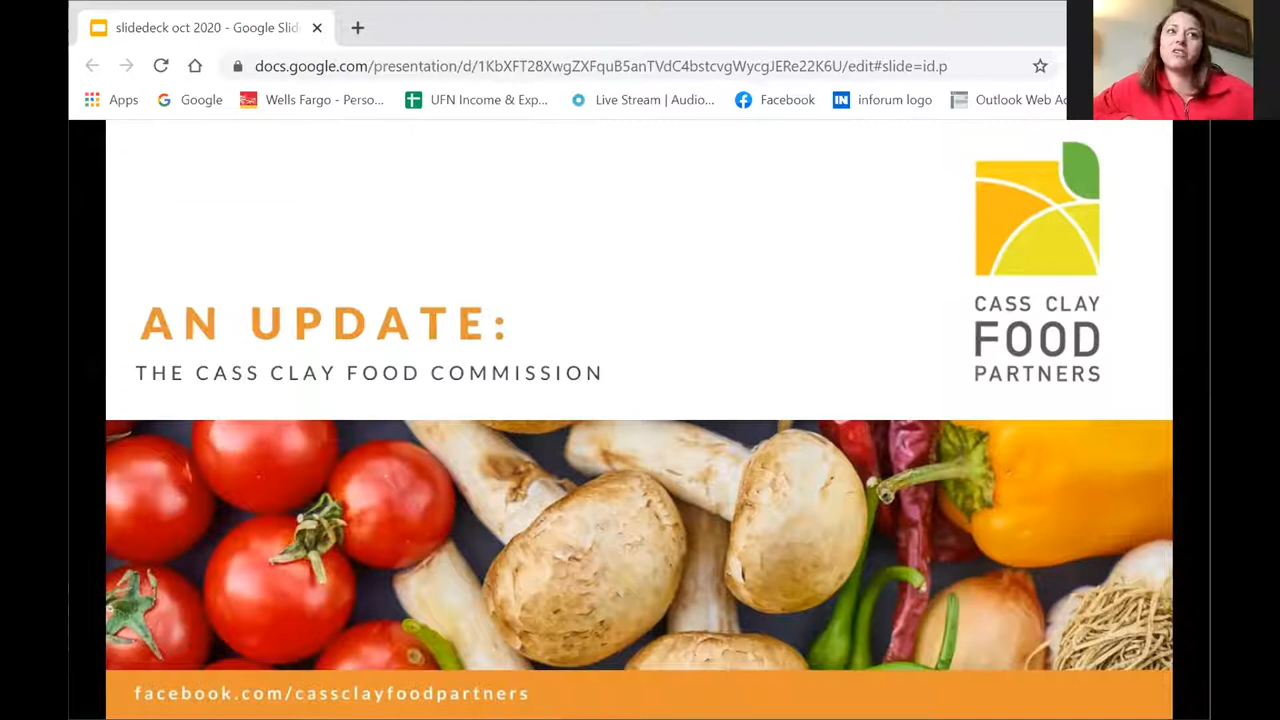 slidedeck oct 2020 - Google Slid
docs.google.com/presentation/d/1KbXFT28XwgZXFquB5anTVdC4bstcvgWycgJERe22K6U/edit#slide=id.p
Apps Google Wells Fargo - Perso... UFN Income & Exp... Live Stream | Audio... Facebook IN inforum logo Outlook Web Ac
AN UPDATE:
THE CASS CLAY FOOD COMMISSION
CASS CLAY
FOOD
PARTNERS
facebook.com/cassclayfoodpartners